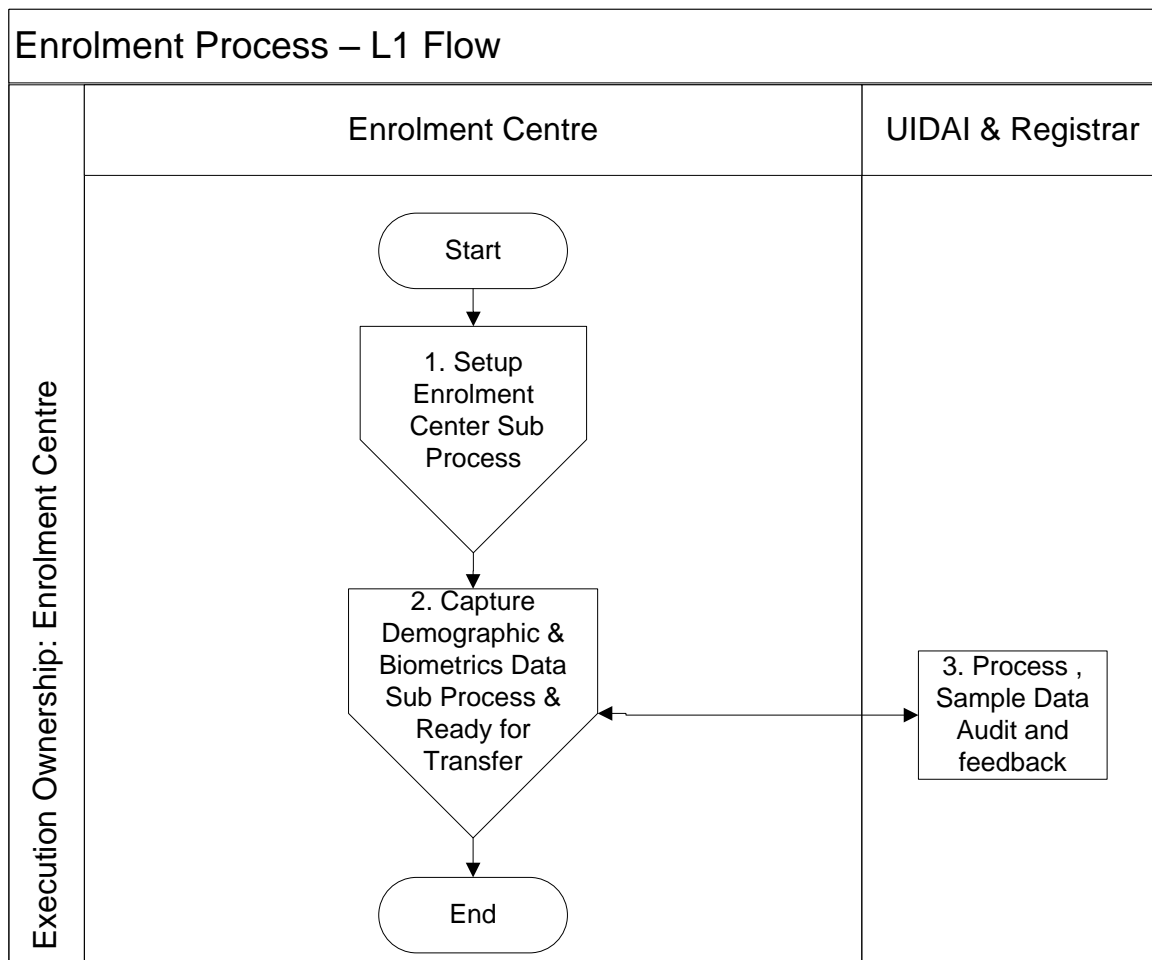 Enrolment Process – L1 Flow
Execution Ownership: Enrolment Centre
Enrolment Centre
UIDAI & Registrar
Start
1. Setup
Enrolment
Center Sub
Process
2. Capture
Demographic &
Biometrics Data
Sub Process &
Ready for
Transfer
3. Process ,
Sample Data
Audit and
feedback
End